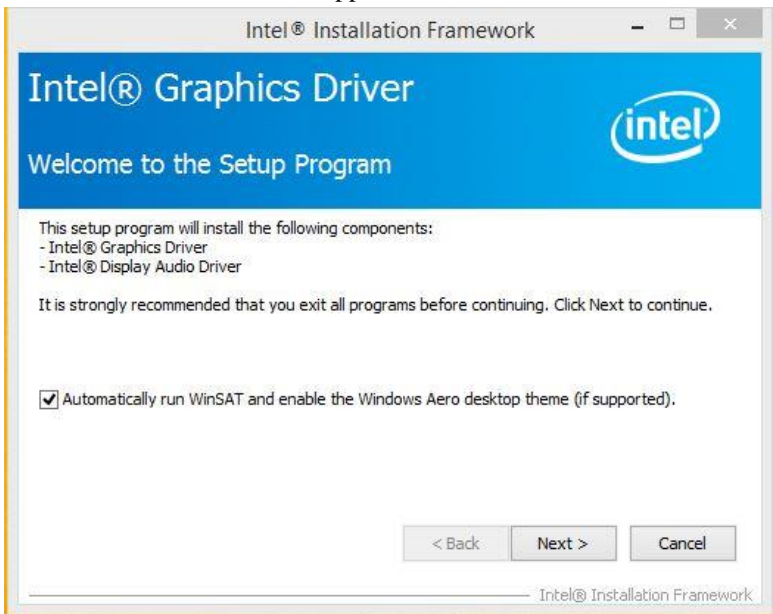 Intel® Installation Framework
Intel® Graphics Driver
intel
Welcome to the Setup Program
This setup program will install the following components:
- Intel® Graphics Driver
- Intel® Display Audio Driver
It is strongly recommended that you exit all programs before continuing. Click Next to continue.
Automatically run WinSAT and enable the Windows Aero desktop theme (if supported).
< Back Next > Cancel
Intel® Installation Framework